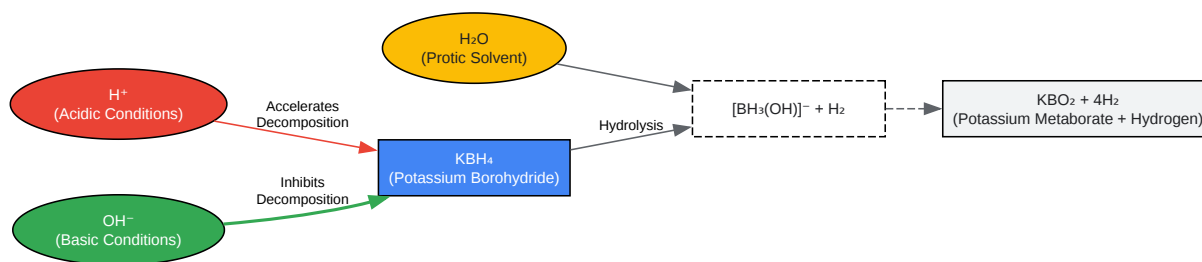 H₂O
(Protic Solvent)
H⁺
(Acidic Conditions)
Accelerates
Decomposition
Hydrolysis
[BH₃(OH)]⁻ + H₂
KBO₂ + 4H₂
(Potassium Metaborate + Hydrogen)
KBH₄
(Potassium Borohydride)
Inhibits
Decomposition
OH⁻
(Basic Conditions)